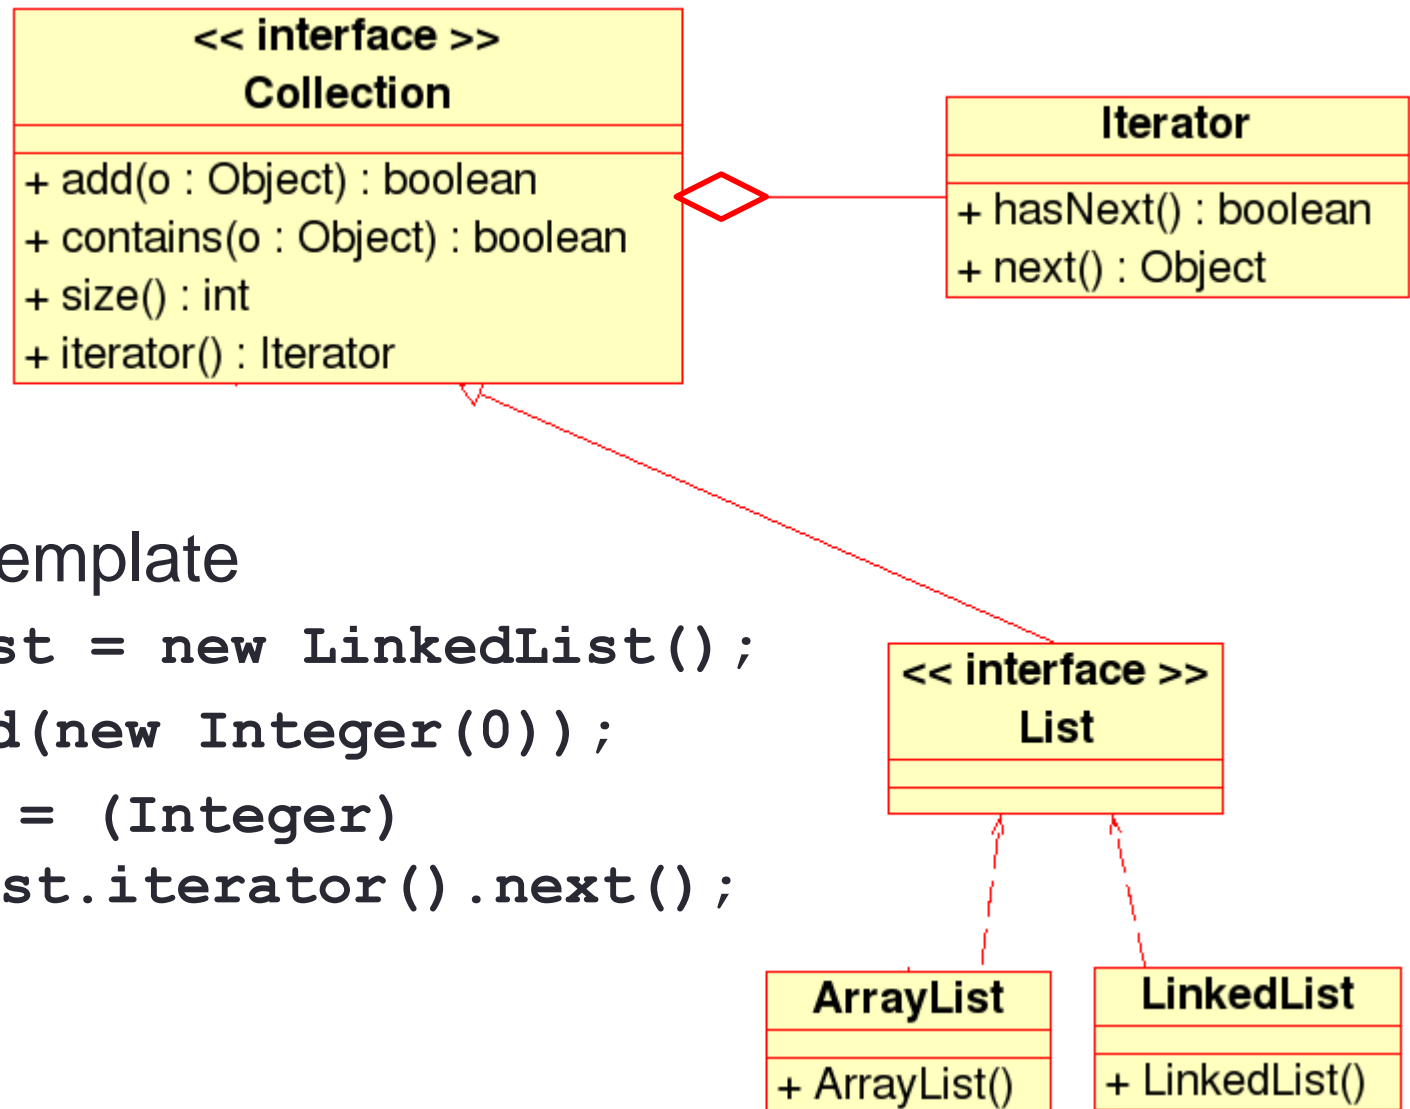 << interface >>
Collection
+ add(o : Object) : boolean
+ contains(o : Object) : boolean
+ size() : int
+ iterator() : Iterator
Iterator
+ hasNext() : boolean
+ next() : Object
emplate
st = new LinkedList();
d(new Integer(0));
= (Integer)
st.iterator().next();
<< interface >>
List
ArrayList
+ ArrayList()
LinkedList
+ LinkedList()